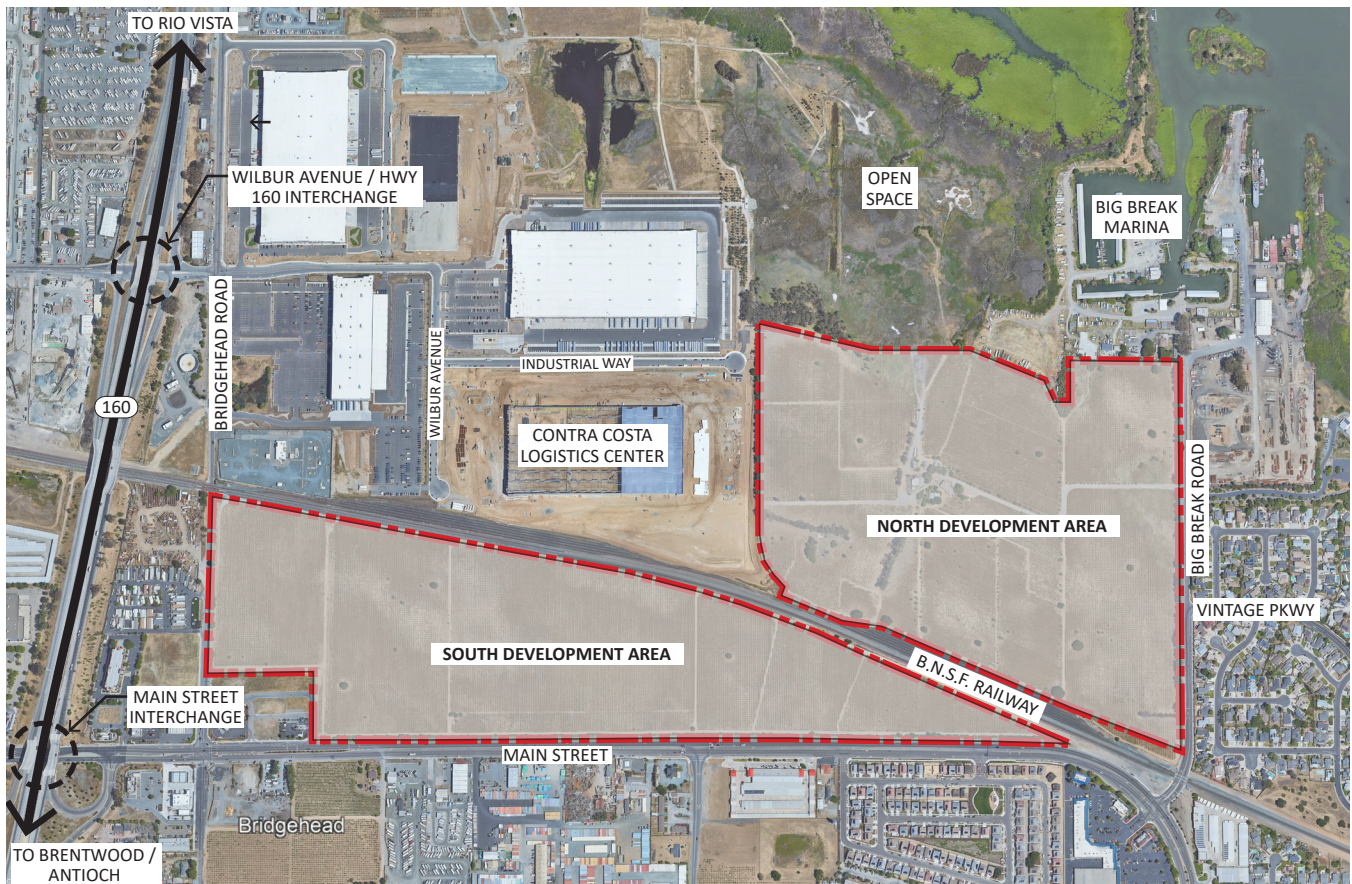 TO RIO VISTA
WILBUR AVENUE / HWY
160 INTERCHANGE
OPEN
SPACE
BIG BREAK
MARINA
BRIDGEHEAD ROAD
WILBUR AVENUE
INDUSTRIAL WAY
160
CONTRA COSTA
LOGISTICS CENTER
NORTH DEVELOPMENT AREA
BIG BREAK ROAD
VINTAGE PKWY
SOUTH DEVELOPMENT AREA
B.N.S.F. RAILWAY
MAIN STREET
INTERCHANGE
MAIN STREET
Bridgehead
TO BRENTWOOD /
ANTIOCH